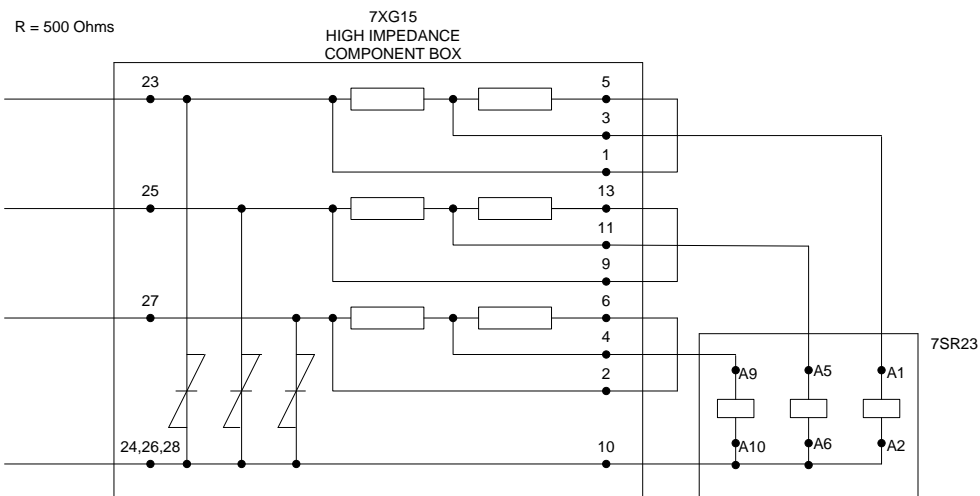 R = 500 Ohms
7XG15
HIGH IMPEDANCE
COMPONENT BOX
23
5
3
1
25
13
11
9
27
6
4
2
7SR23
A9
A5
A1
24,26,28
10
A10
A6
A2